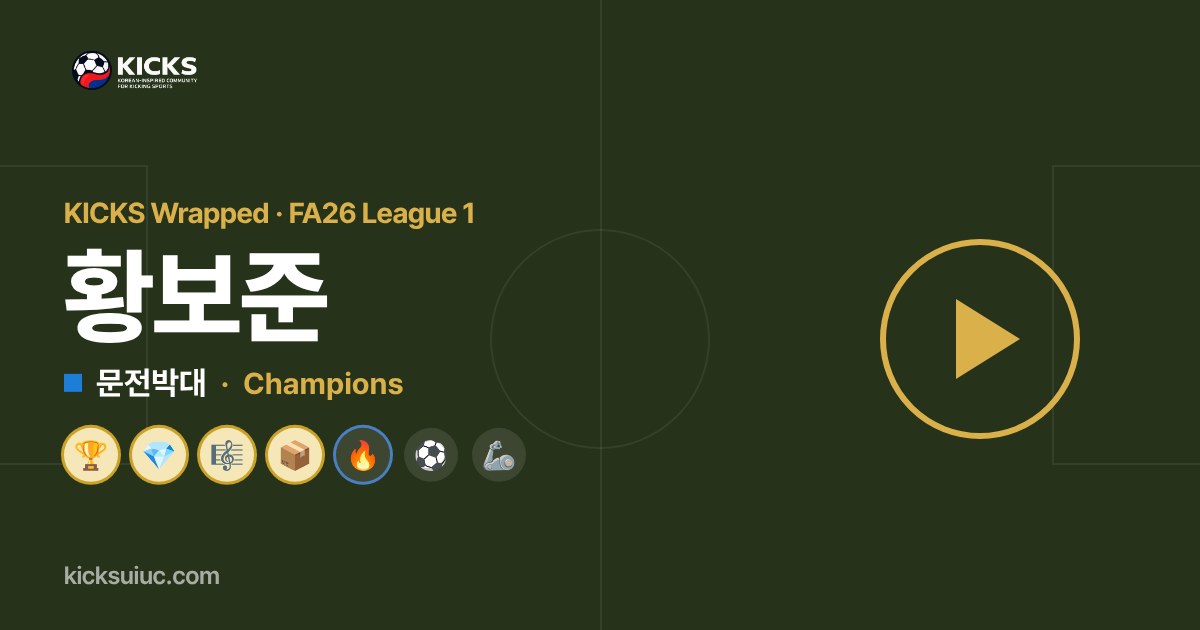 KICKS
KOREAN-INSPIRED COMMUNITY
FOR KICKING SPORTS
KICKS Wrapped · FA26 League 1
황보준
문전박대 · Champions
kicksuiuc.com